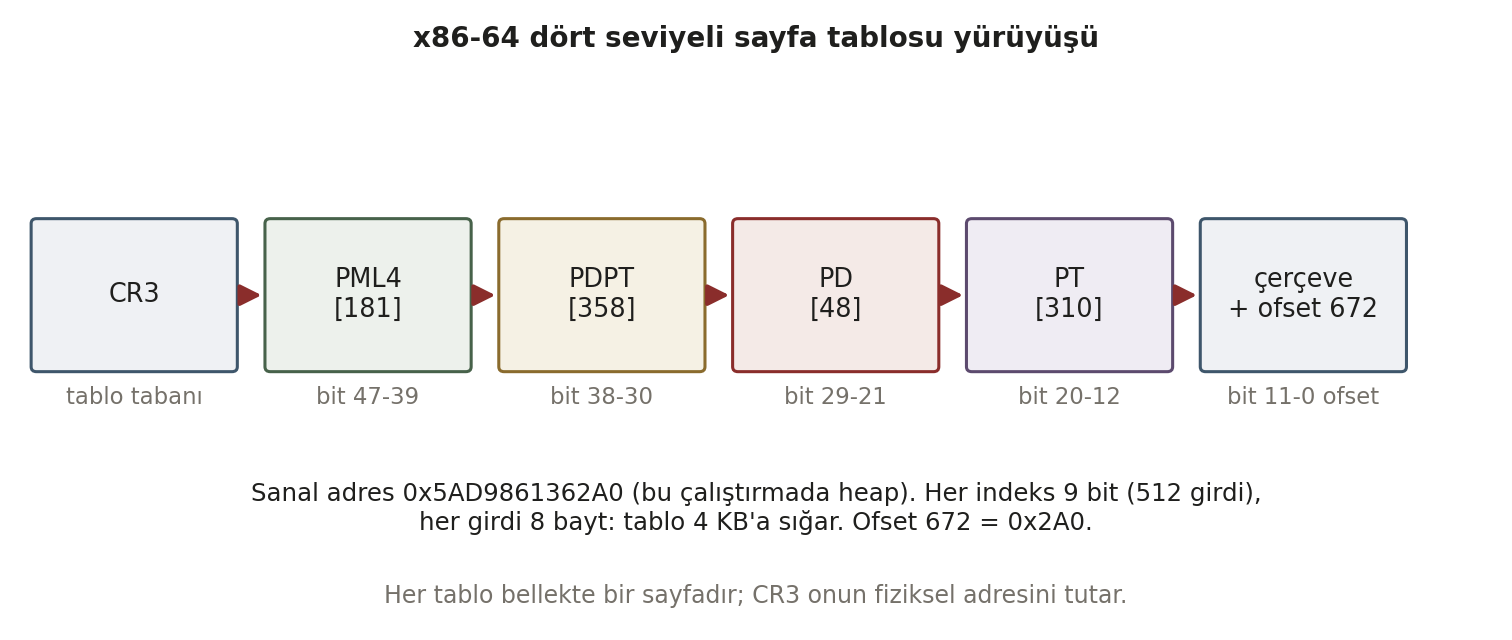 x86-64 dört seviyeli sayfa tablosu yürüyüşü
CR3
PML4
[181]
PDPT
[358]
PD
[48]
PT
[310]
çerçeve
+ ofset 672
tablo tabanı
bit 47-39
bit 38-30
bit 29-21
bit 20-12
bit 11-0 ofset
Sanal adres 0x5AD9861362A0 (bu çalıştırmada heap). Her indeks 9 bit (512 girdi),
her girdi 8 bayt: tablo 4 KB'a sığar. Ofset 672 = 0x2A0.
Her tablo bellekte bir sayfadır; CR3 onun fiziksel adresini tutar.